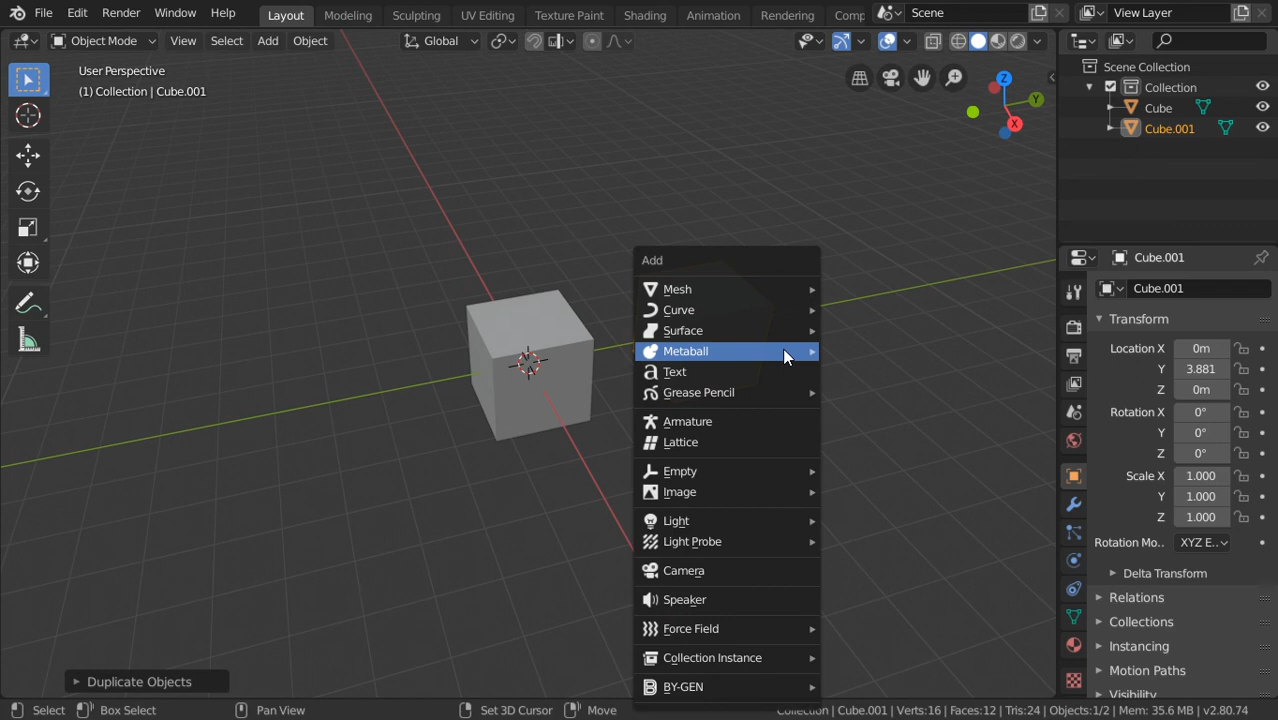 File Edit Render Window Help Layout Modeling Sculpting UV Editing Texture Paint Shading Animation Rendering Comp Scene View Layer
Object Mode View Select Add Object Global
User Perspective
(1) Collection | Cube.001
Z
Y
X
Scene Collection
Collection
Cube
Cube.001
Add
Mesh
Curve
Surface
Metaball
Text
Grease Pencil
Armature
Lattice
Empty
Image
Light
Light Probe
Camera
Speaker
Force Field
Collection Instance
BY-GEN
Cube.001
Cube.001
Transform
Location X 0m
Y 3.881
Z 0m
Rotation X 0°
Y 0°
Z 0°
Scale X 1.000
Y 1.000
Z 1.000
Rotation Mo.. XYZ E..
Delta Transform
Relations
Collections
Instancing
Motion Paths
Visibility
Duplicate Objects
Select Box Select Pan View Set 3D Cursor Move Collection | Cube.001 | Verts:16 | Faces:12 | Tris:24 | Objects:1/2 | Mem: 35.6 MB | v2.80.74